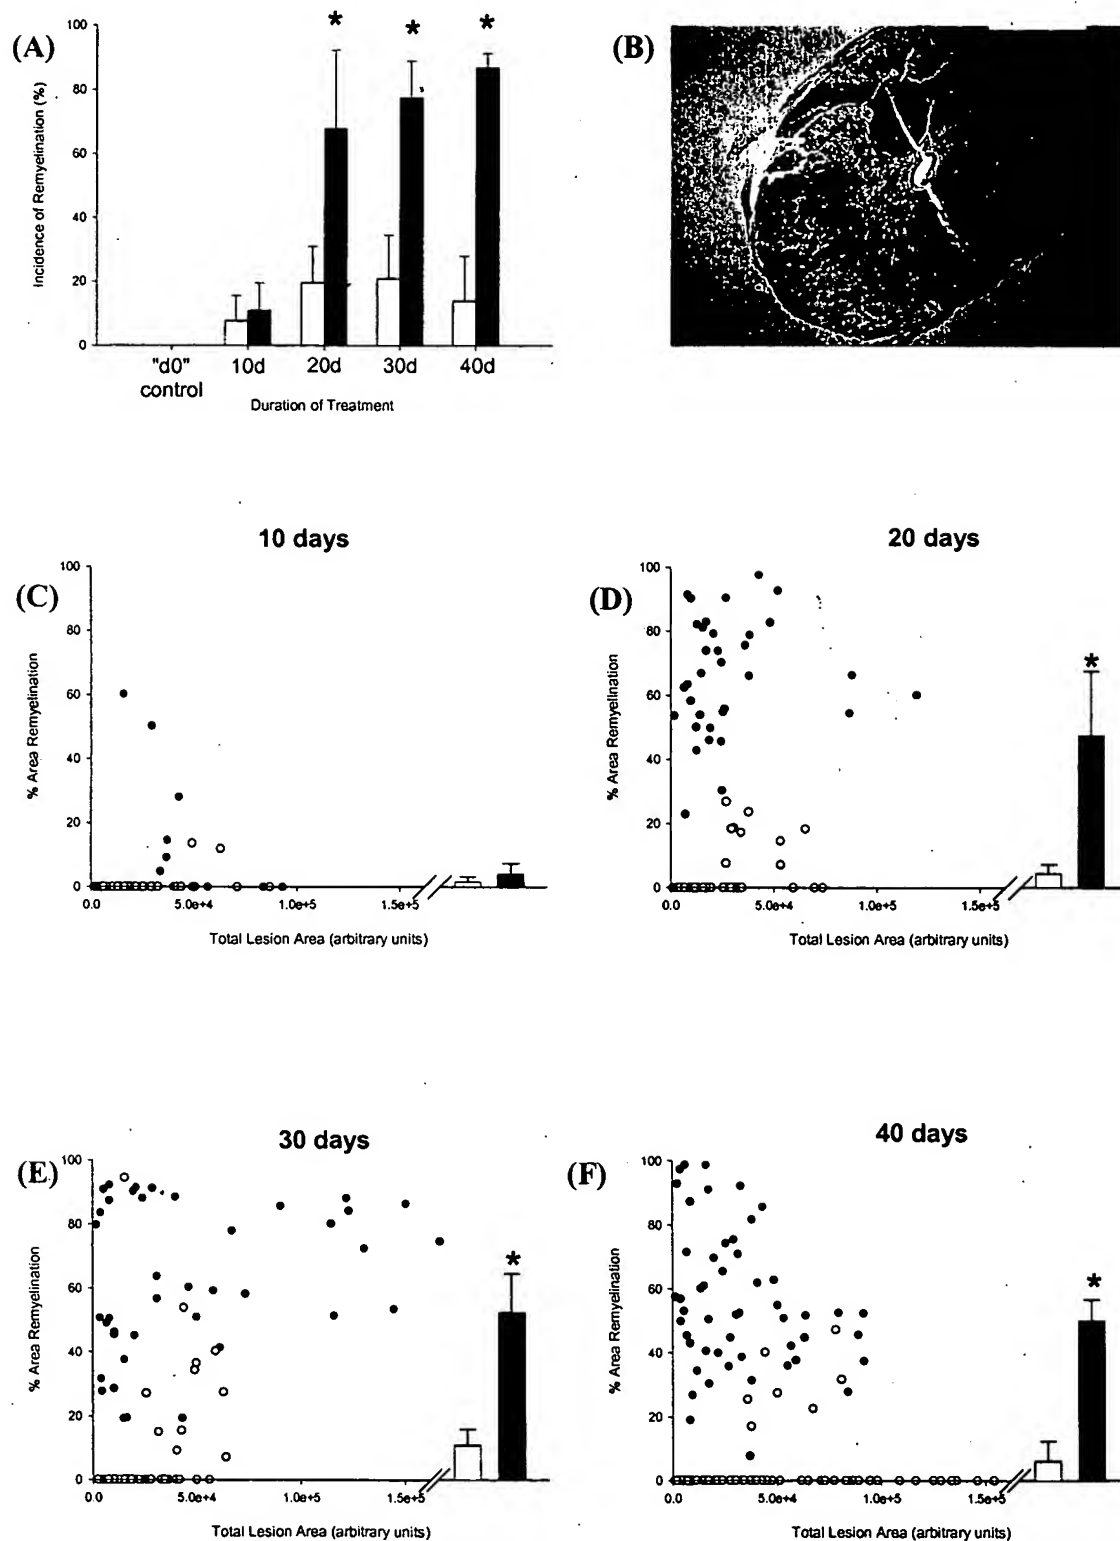 (A)
Incidence of Remyelination (%)
100
80
60
40
20
0
* * *
"d0" control 10d 20d 30d 40d
Duration of Treatment
(B)
10 days
(C)
% Area Remyelination
100
80
60
40
20
0
0.0 5.0e+4 1.0e+5 1.5e+5
Total Lesion Area (arbitrary units)
20 days
(D)
% Area Remyelination
100
80
60
40
20
0
*
0.0 5.0e+4 1.0e+5 1.5e+5
Total Lesion Area (arbitrary units)
30 days
(E)
% Area Remyelination
100
80
60
40
20
0
*
0.0 5.0e+4 1.0e+5 1.5e+5
Total Lesion Area (arbitrary units)
40 days
(F)
% Area Remyelination
100
80
60
40
20
0
*
0.0 5.0e+4 1.0e+5 1.5e+5
Total Lesion Area (arbitrary units)